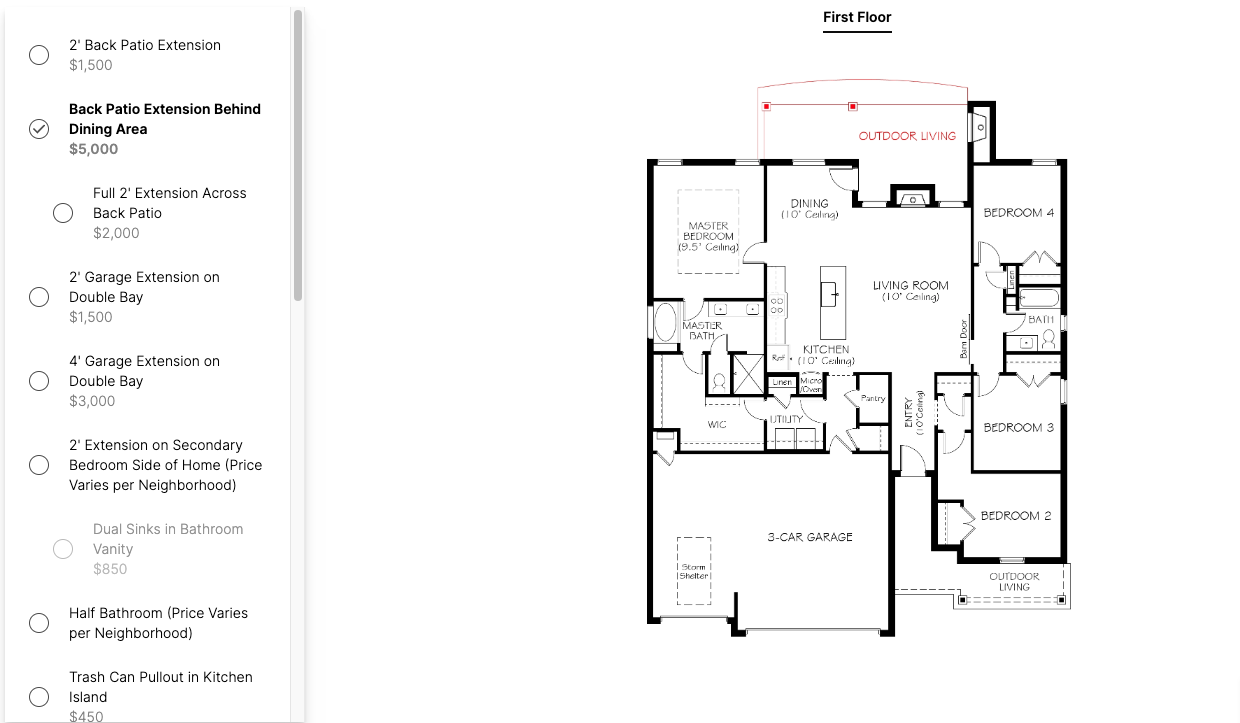 2' Back Patio Extension
$1,500
Back Patio Extension Behind
Dining Area
$5,000
Full 2' Extension Across
Back Patio
$2,000
2' Garage Extension on
Double Bay
$1,500
4' Garage Extension on
Double Bay
$3,000
2' Extension on Secondary
Bedroom Side of Home (Price
Varies per Neighborhood)
Dual Sinks in Bathroom
Vanity
$850
Half Bathroom (Price Varies
per Neighborhood)
Trash Can Pullout in Kitchen
Island
$450
First Floor
OUTDOOR LIVING
DINING
(10' Ceiling)
MASTER
BEDROOM
(9.5' Ceiling)
BEDROOM 4
LIVING ROOM
(10' Ceiling)
Linen
BATH
MASTER
BATH
Barn Door
KITCHEN
(10' Ceiling)
Ref
Linen
Micro
/Oven
Pantry
ENTRY
(10' Ceiling)
WIC
UTILITY
BEDROOM 3
BEDROOM 2
3-CAR GARAGE
Storm
Shelter
OUTDOOR
LIVING